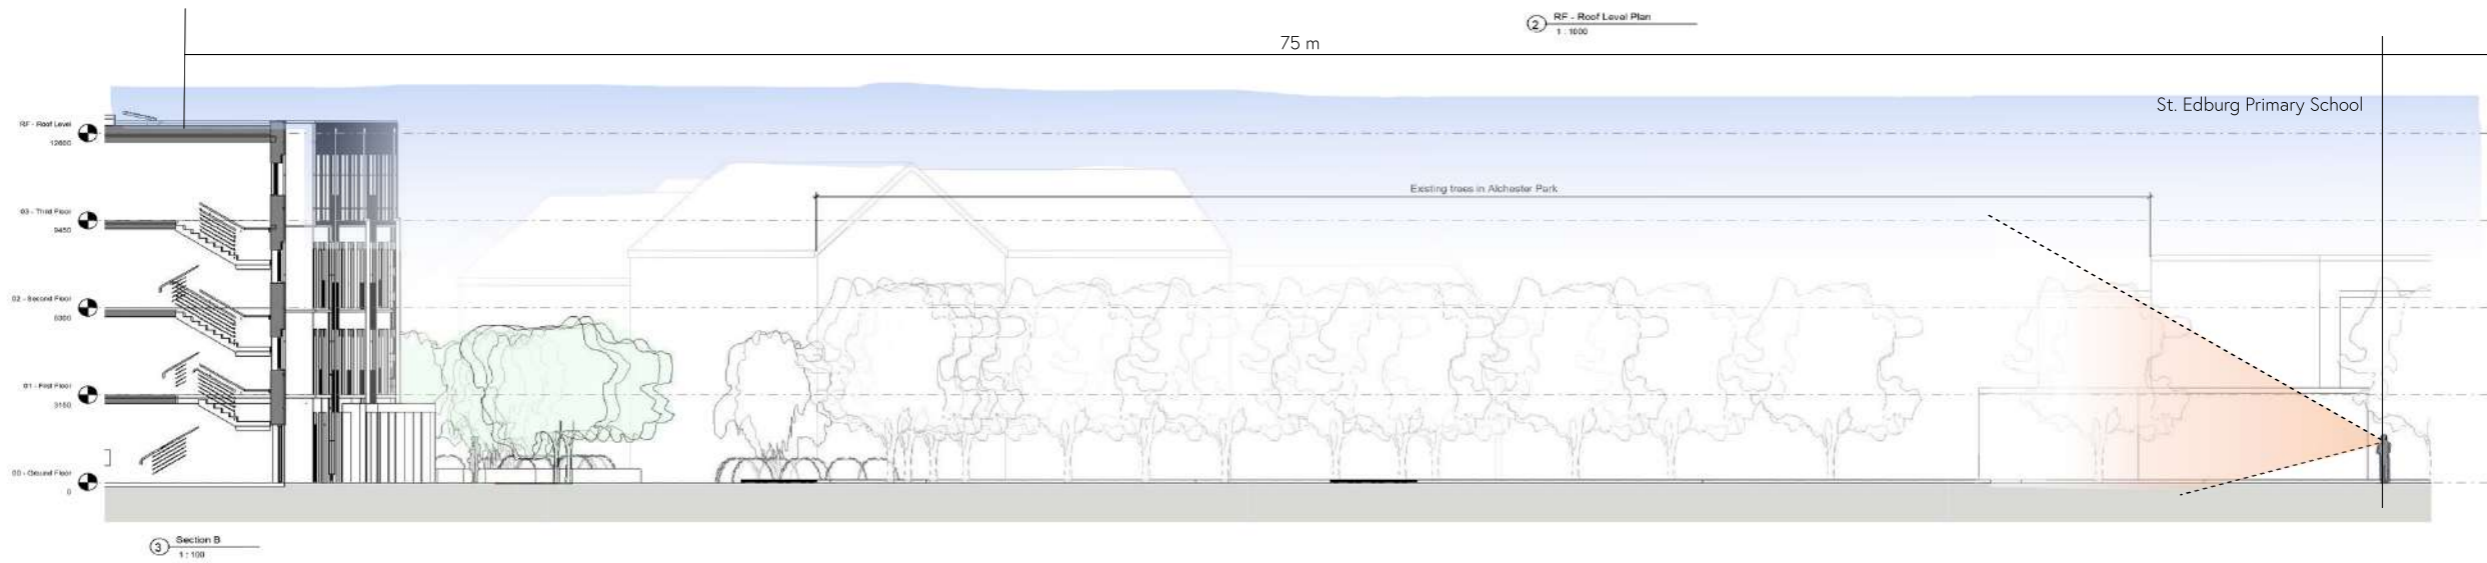 2 RF - Roof Level Plan
1 : 1000
75 m
St. Edburg Primary School
RF - Roof Level
12600
Existing trees in Alchester Park
03 - Third Floor
9450
02 - Second Floor
6300
01 - First Floor
3150
00 - Ground Floor
0
3 Section B
1 : 100